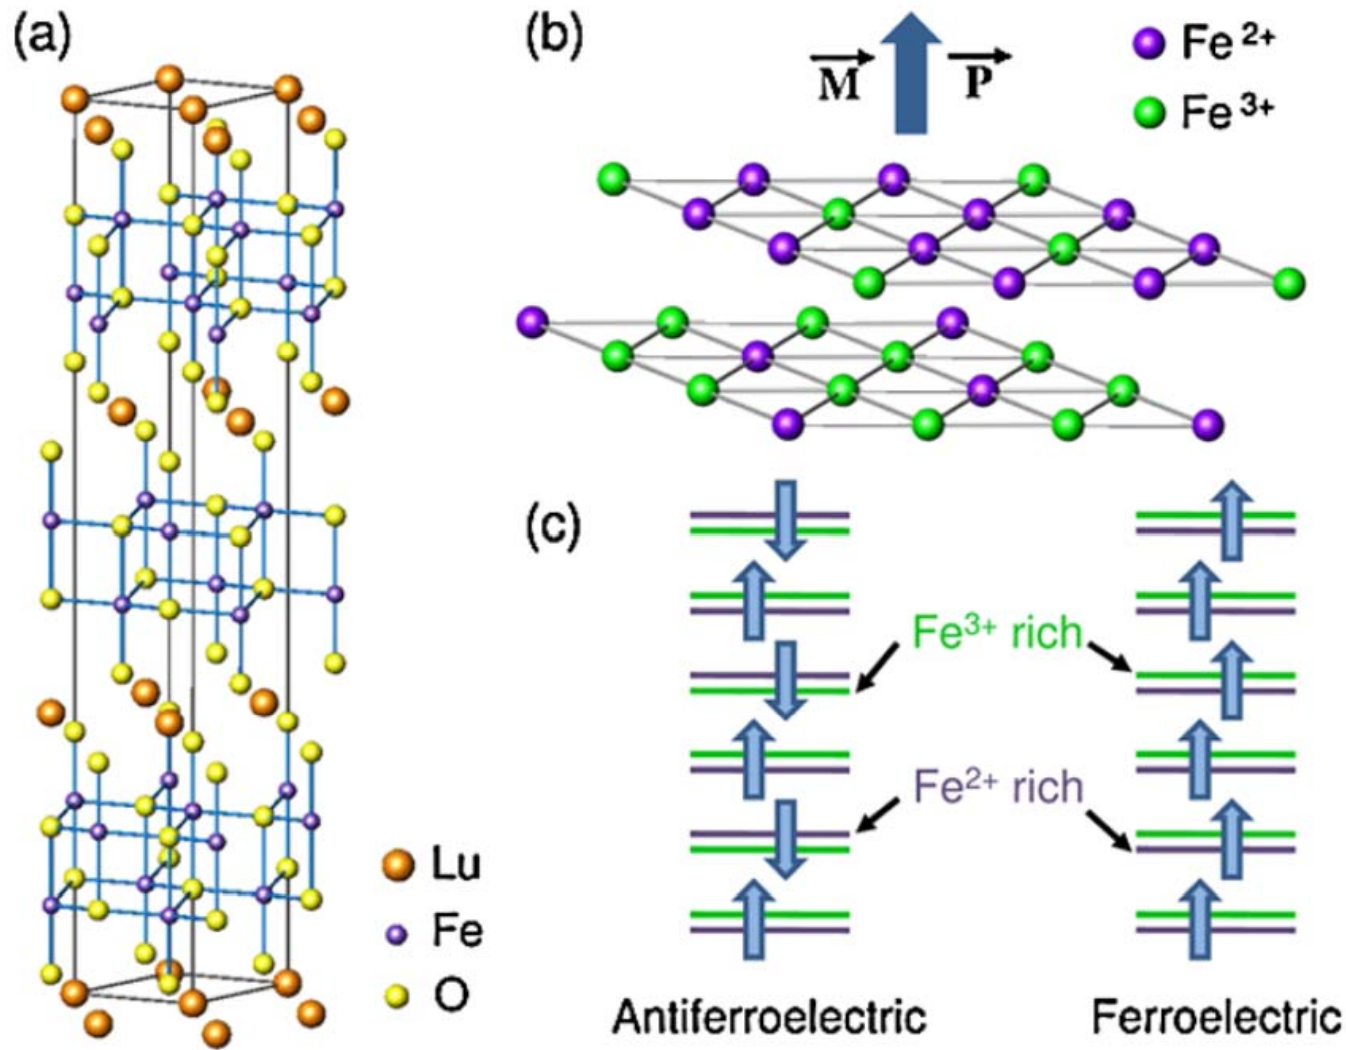 (a)
(b)
M P
Fe 2+
Fe 3+
(c)
Fe3+ rich
Fe2+ rich
Lu
Fe
O
Antiferroelectric
Ferroelectric